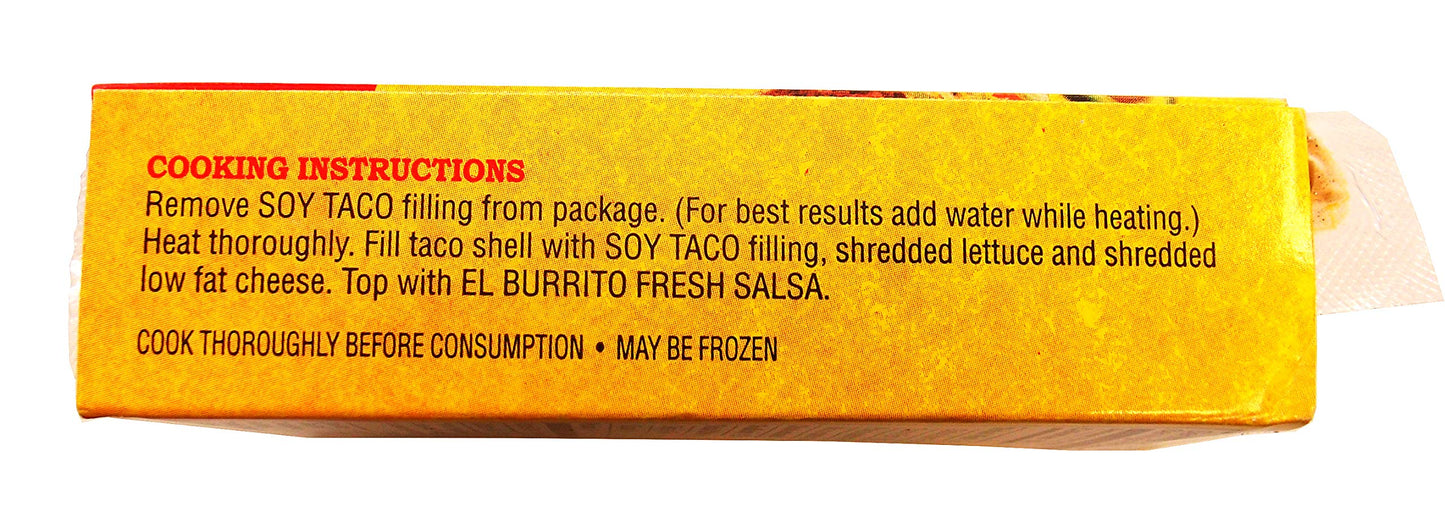 COOKING INSTRUCTIONS
Remove SOY TACO filling from package. (For best results add water while heating.)
Heat thoroughly. Fill taco shell with SOY TACO filling, shredded lettuce and shredded
low fat cheese. Top with EL BURRITO FRESH SALSA.
COOK THOROUGHLY BEFORE CONSUMPTION • MAY BE FROZEN